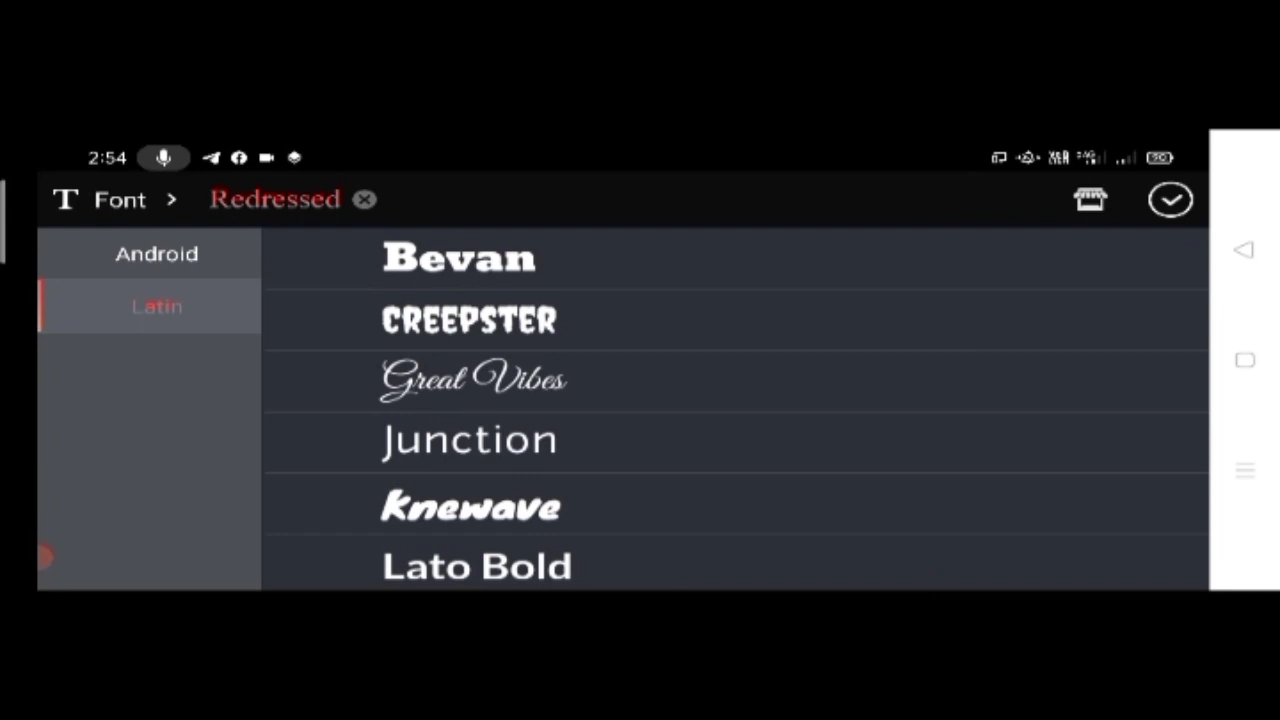 2:54
Font > Redressed
Android
Latin
Bevan
CREEPSTER
Great Vibes
Junction
Knewave
Lato Bold